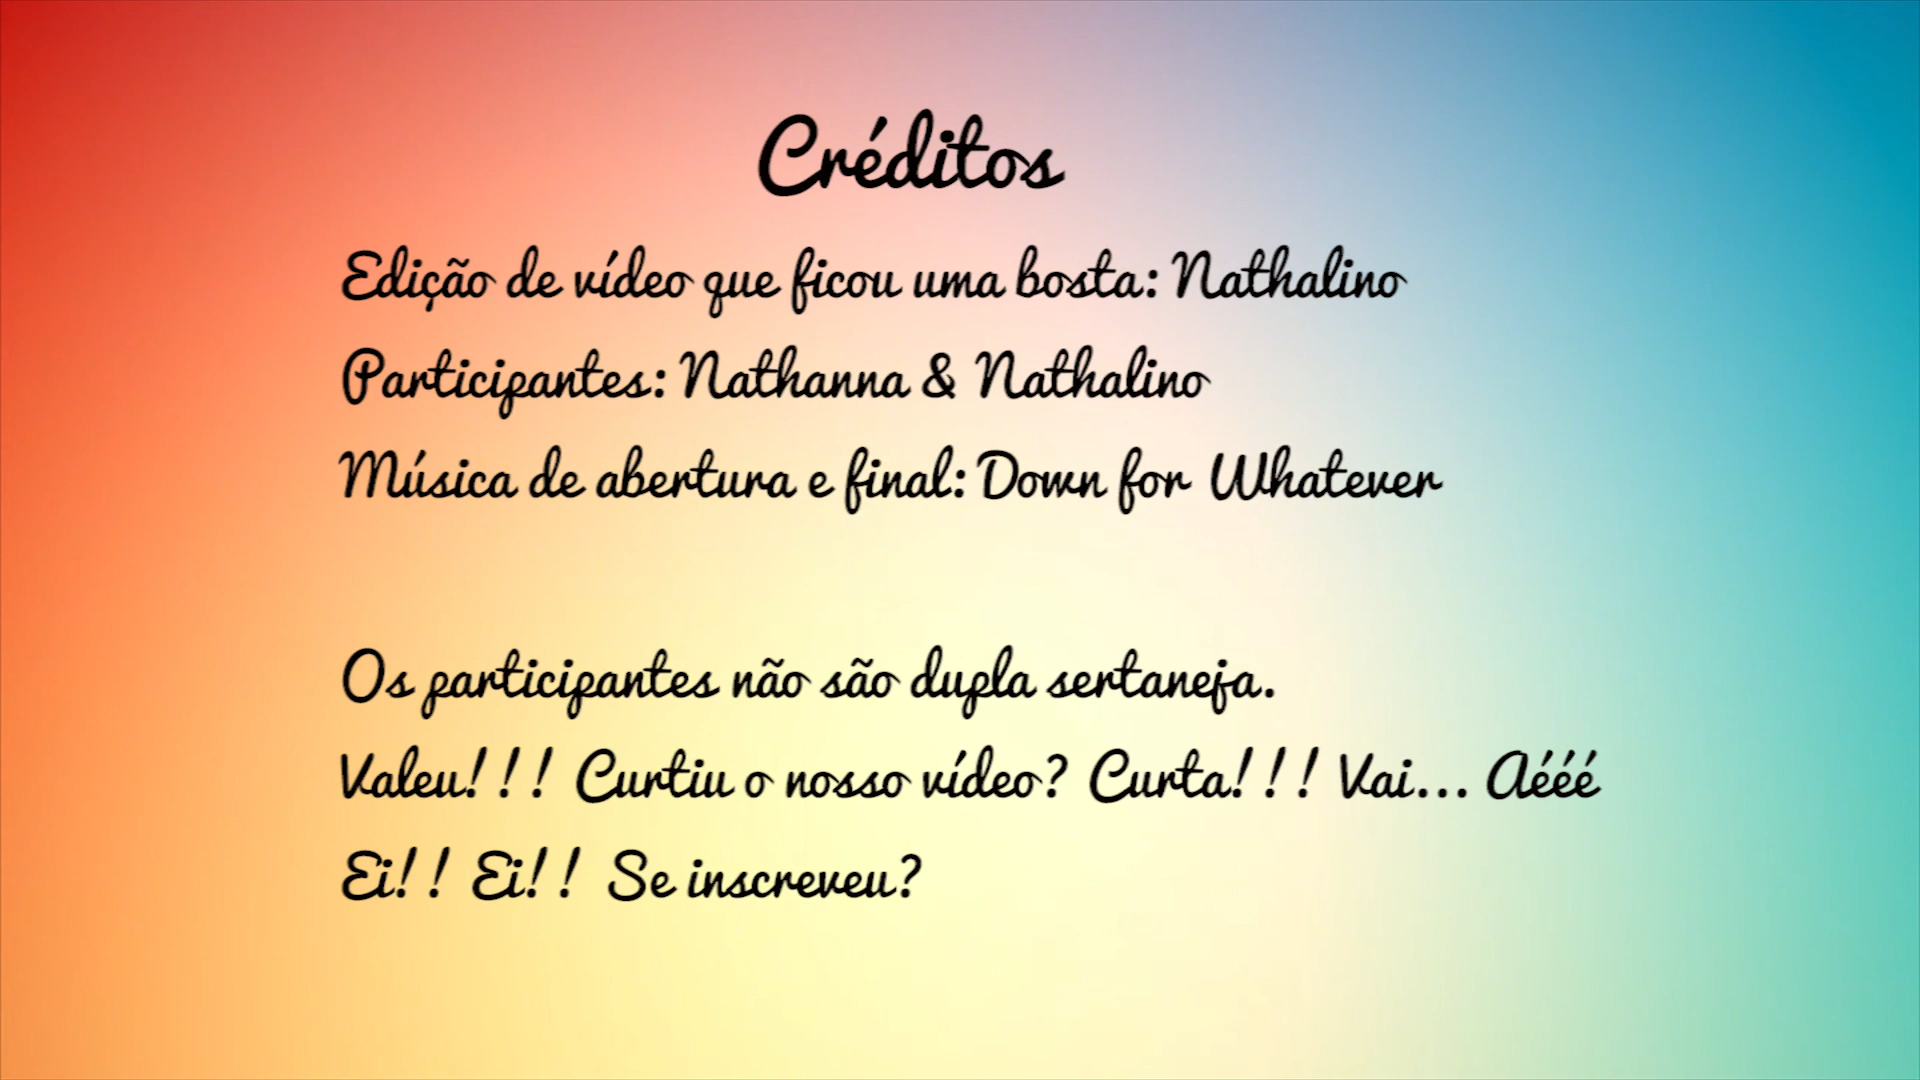 Créditos
Edição de vídeo que ficou uma bosta: Nathalino
Participantes: Nathanna & Nathalino
Música de abertura e final: Down for Whatever
Os participantes não são dupla sertaneja.
Valeu!!! Curtiu o nosso vídeo? Curta!!! Vai... Aééé
Ei!! Ei!! Se inscreveu?